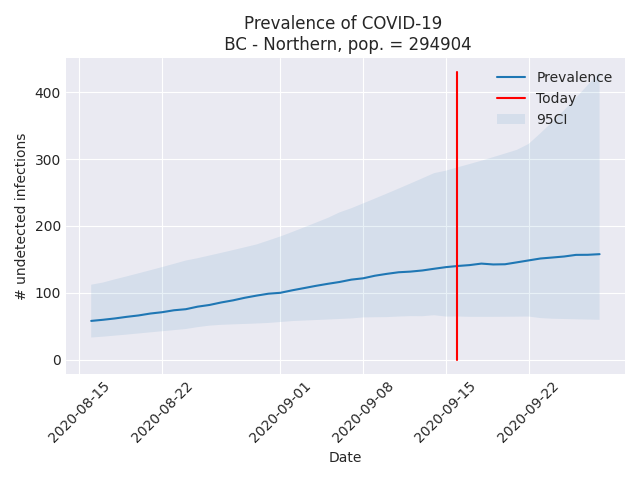 Prevalence of COVID-19
BC - Northern, pop. = 294904
Prevalence
Today
95CI
# undetected infections
400
300
200
100
0
2020-08-15
2020-08-22
2020-09-01
2020-09-08
2020-09-15
2020-09-22
Date